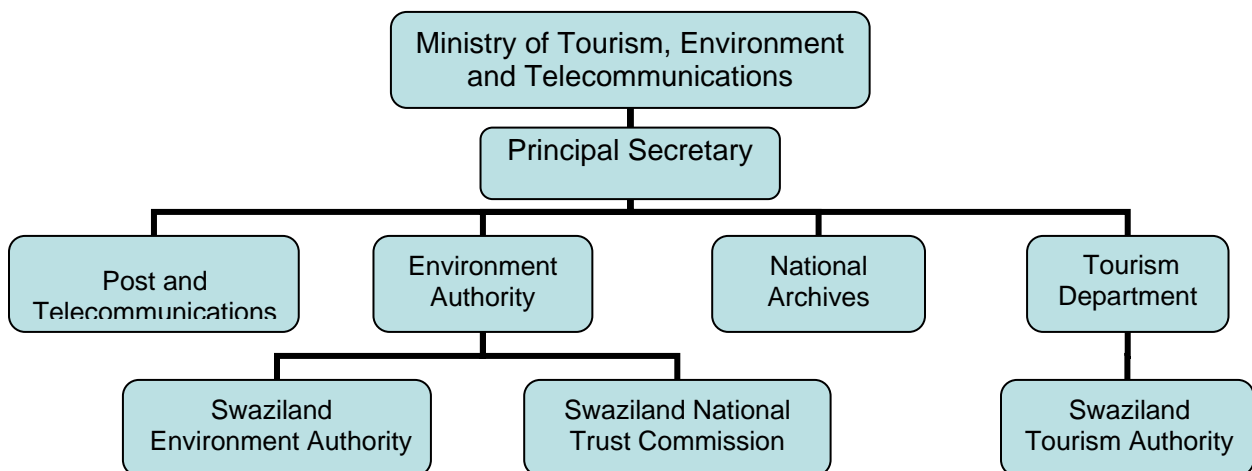 Ministry of Tourism, Environment
and Telecommunications
Principal Secretary
Post and
Telecommunications
Environment
Authority
National
Archives
Tourism
Department
Swaziland
Environment Authority
Swaziland National
Trust Commission
Swaziland
Tourism Authority